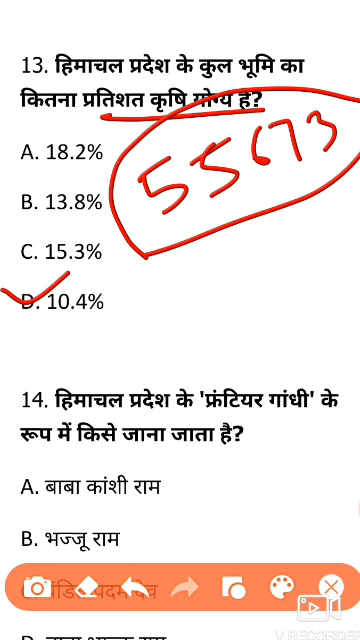 13. हिमाचल प्रदेश के कुल भूमि का
कितना प्रतिशत कृषि योग्य है?
55673
A. 18.2%
B. 13.8%
C. 15.3%
D. 10.4%
14. हिमाचल प्रदेश के 'फ्रंटियर गांधी' के
रूप में किसे जाना जाता है?
A. बाबा कांशी राम
B. भज्जू राम
V RECORDER